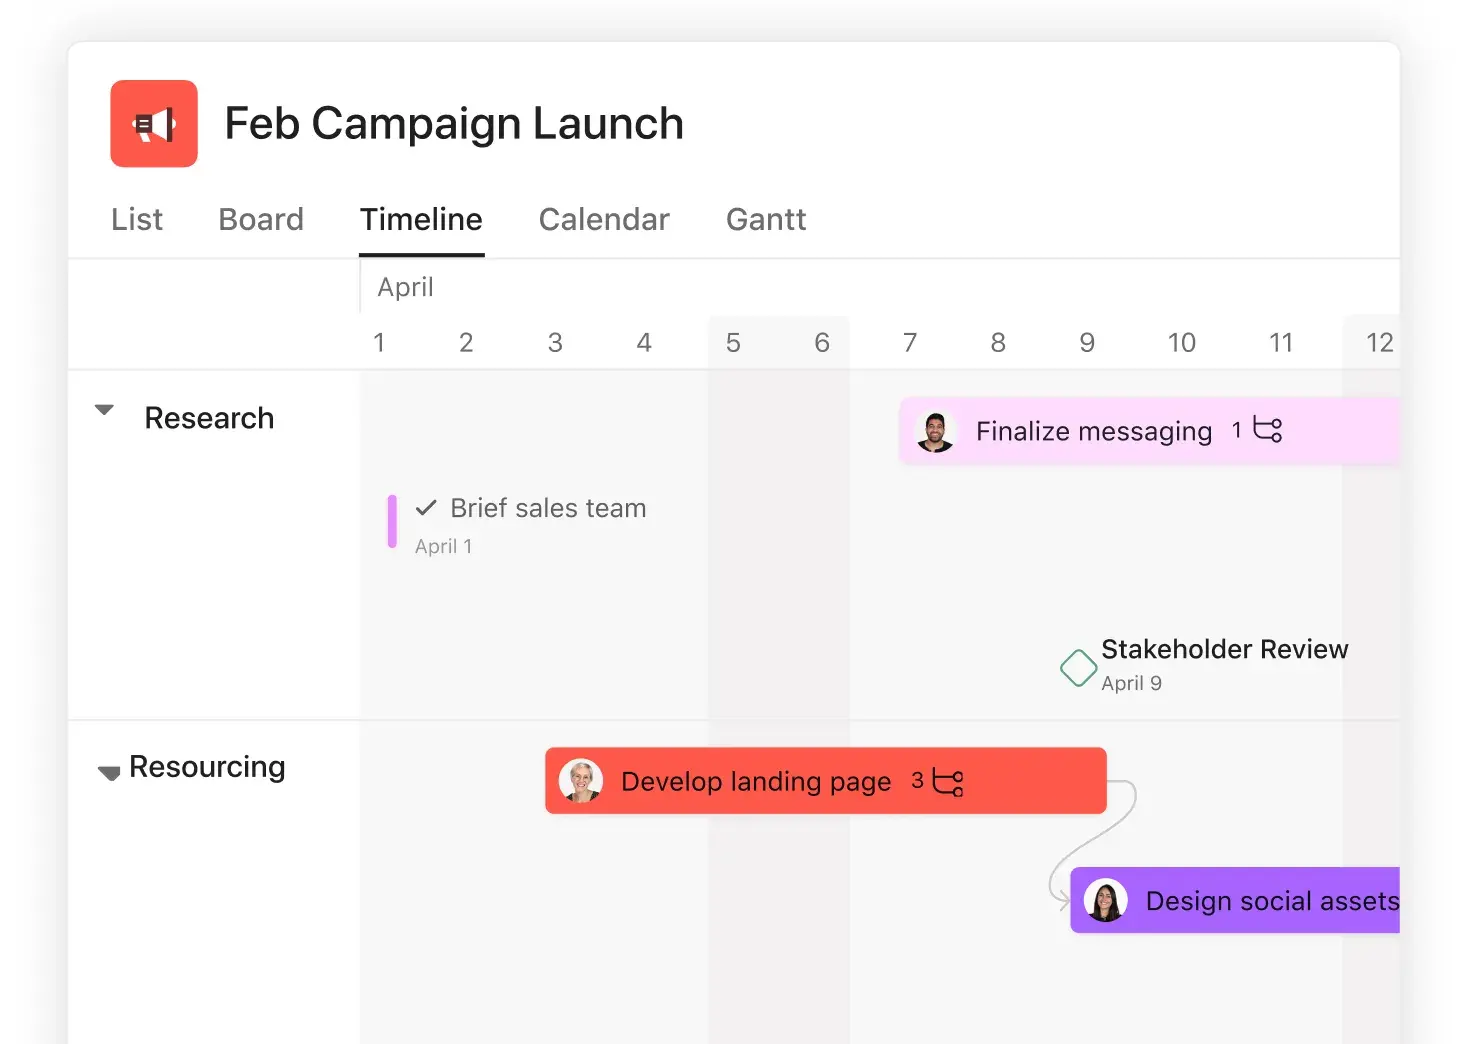 Feb Campaign Launch
List Board Timeline Calendar Gantt
April
1 2 3 4 5 6 7 8 9 10 11 12
Research
Finalize messaging 1
Brief sales team
April 1
Stakeholder Review
April 9
Resourcing
Develop landing page 3
Design social assets